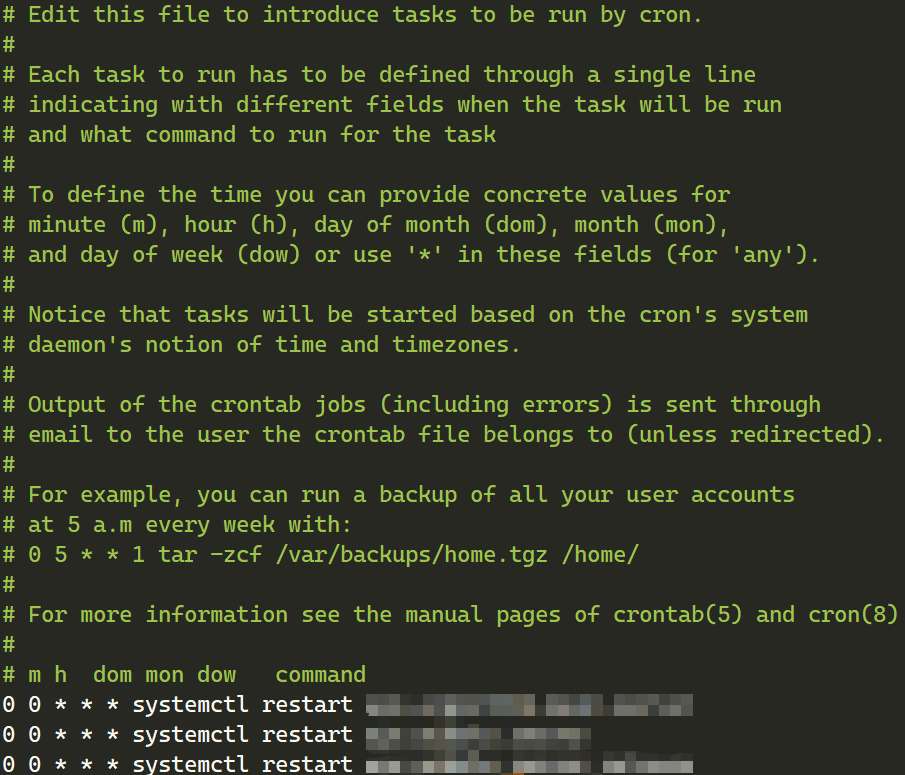 # Edit this file to introduce tasks to be run by cron.
#
# Each task to run has to be defined through a single line
# indicating with different fields when the task will be run
# and what command to run for the task
#
# To define the time you can provide concrete values for
# minute (m), hour (h), day of month (dom), month (mon),
# and day of week (dow) or use '*' in these fields (for 'any').
#
# Notice that tasks will be started based on the cron's system
# daemon's notion of time and timezones.
#
# Output of the crontab jobs (including errors) is sent through
# email to the user the crontab file belongs to (unless redirected).
#
# For example, you can run a backup of all your user accounts
# at 5 a.m every week with:
# 0 5 * * 1 tar -zcf /var/backups/home.tgz /home/
#
# For more information see the manual pages of crontab(5) and cron(8)
#
# m h  dom mon dow   command
0 0 * * * systemctl restart
0 0 * * * systemctl restart
0 0 * * * systemctl restart